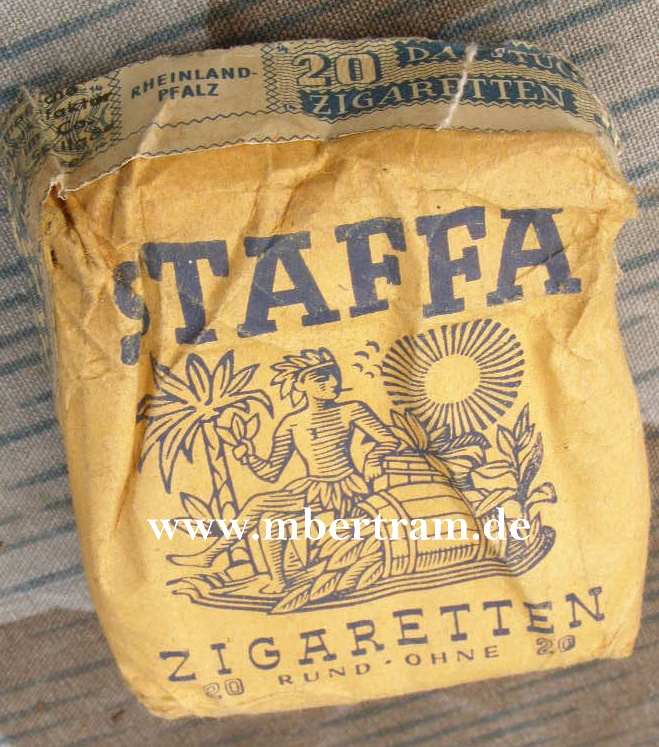 RHEINLAND-
PFALZ
20
ZIGARETTEN
STAFFA
www.mbertram.de
ZIGARETTEN
20 RUND-OHNE 20